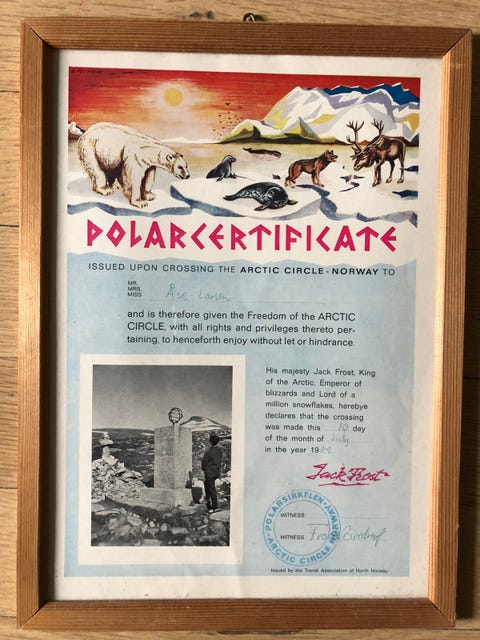 POLARCERTIFICATE
ISSUED UPON CROSSING THE ARCTIC CIRCLE - NORWAY TO
MR.
MRS.
MISS Åse Larsen
and is therefore given the Freedom of the ARCTIC
CIRCLE, with all rights and privileges thereto per-
taining, to henceforth enjoy without let or hindrance.
His majesty Jack Frost, King
of the Arctic, Emperor of
blizzards and Lord of a
million snowflakes, herebye
declares that the crossing
was made this 10 day
of the month of July
in the year 19
Jack Frost
POLARSIRKELEN · NORWAY · ARCTIC CIRCLE
WITNESS
WITNESS
Issued by the Travel Association of North Norway